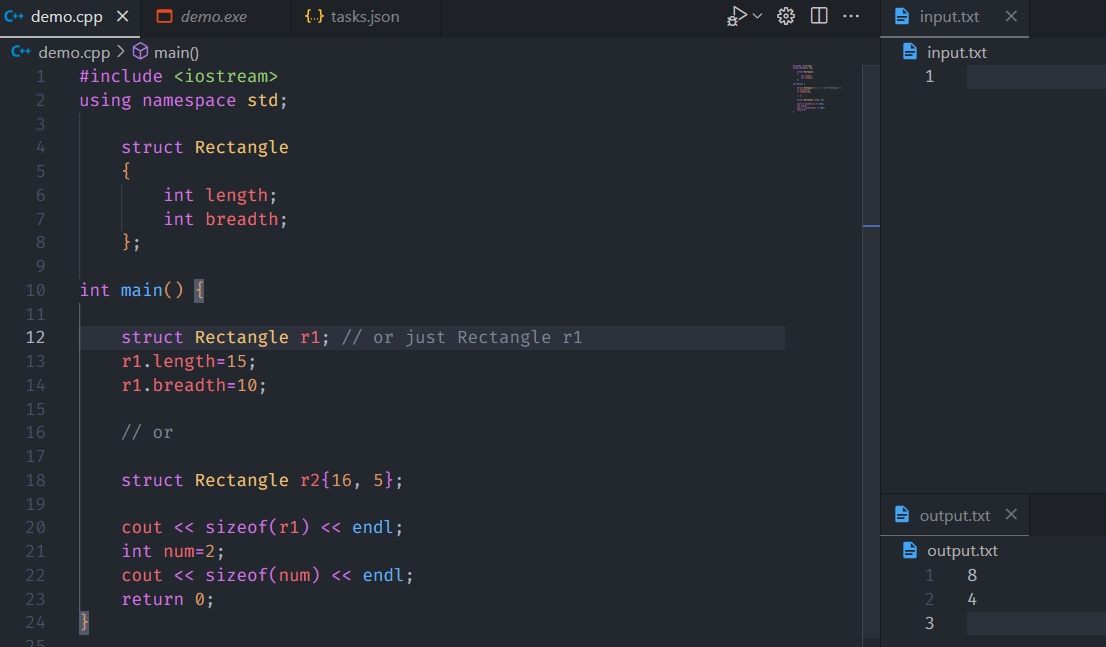 demo.cpp demo.exe {..} tasks.json
demo.cpp > main()
1 #include <iostream>
2 using namespace std;
3
4 struct Rectangle
5 {
6 int length;
7 int breadth;
8 };
9
10 int main() {
11
12 struct Rectangle r1; // or just Rectangle r1
13 r1.length=15;
14 r1.breadth=10;
15
16 // or
17
18 struct Rectangle r2{16, 5};
19
20 cout << sizeof(r1) << endl;
21 int num=2;
22 cout << sizeof(num) << endl;
23 return 0;
24 }
25
input.txt
input.txt
1
output.txt
output.txt
1 8
2 4
3